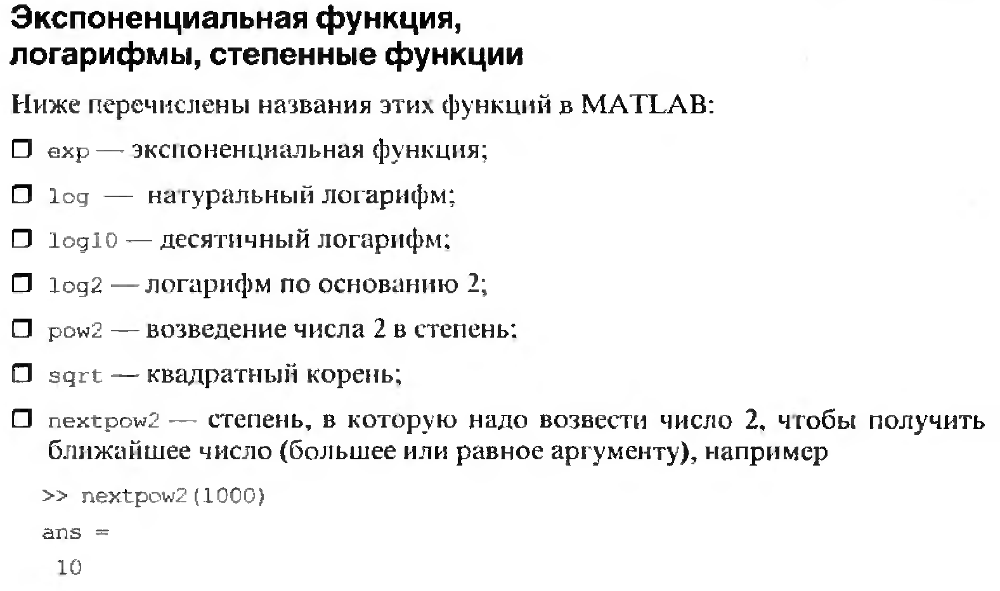 Экспоненциальная функция,
логарифмы, степенные функции
Ниже перечислены названия этих функций в MATLAB:
❒ exp — экспоненциальная функция;
❒ log — натуральный логарифм;
❒ log10 — десятичный логарифм;
❒ log2 — логарифм по основанию 2;
❒ pow2 — возведение числа 2 в степень;
❒ sqrt — квадратный корень;
❒ nextpow2 — степень, в которую надо возвести число 2, чтобы получить
ближайшее число (большее или равное аргументу), например
>> nextpow2(1000)
ans =
10